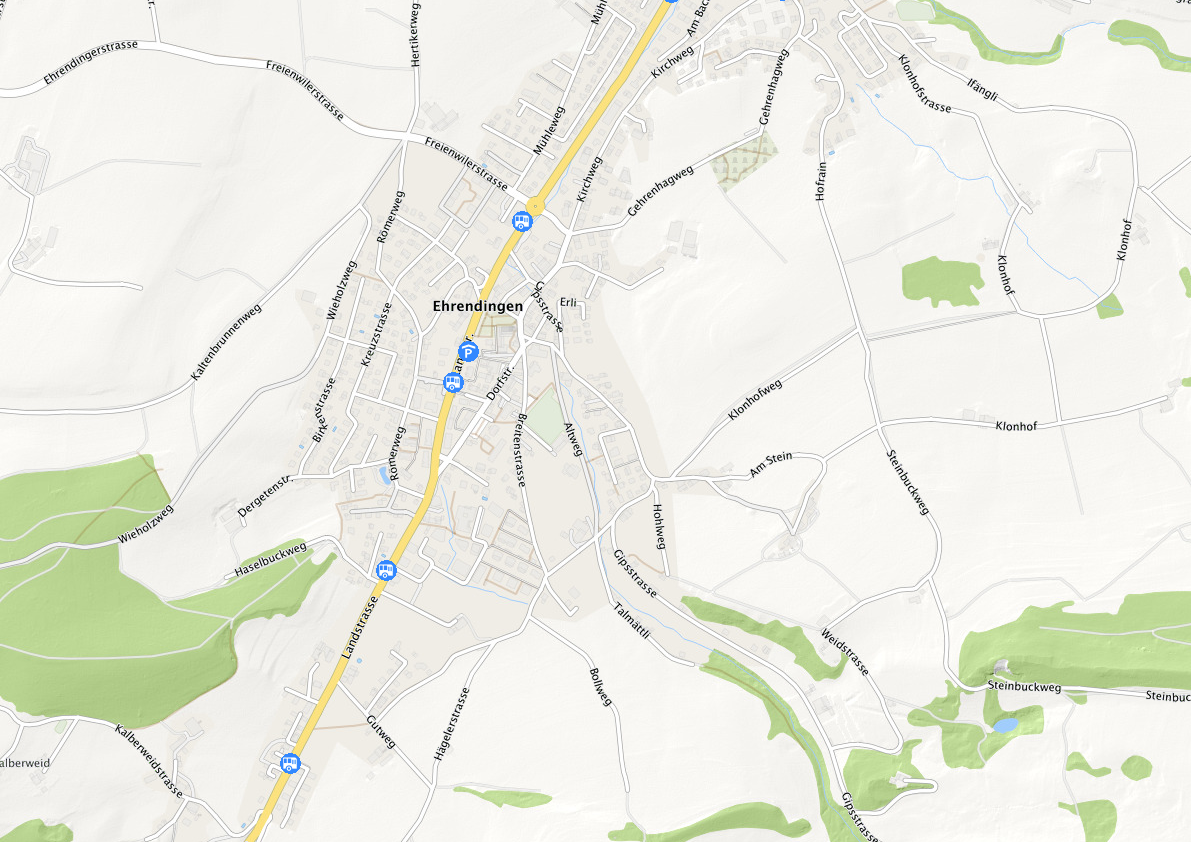 Ehrendingerstrasse
Freienwilerstrasse
Hertikerweg
Am Bac
Kirchweg
Gehrenhagweg
Klonhofstrasse
Ifängli
Mühleweg
Freienwilerstrasse
Kirchweg
Gehrenhagweg
Hofrain
Römerweg
Klonhof
Klonhof
Wieholzweg
Gipsstrasse
Erli
Ehrendingen
Kaltenbrunnenweg
Kreuzstrasse
P
Dorfstr.
Klonhofweg
Birkenstrasse
Breitenstrasse
Altweg
Klonhof
Römerweg
Am Stein
Steinbuckweg
Dergetenstr.
Wieholzweg
Hohlweg
Haselbuckweg
Gipsstrasse
Landstrasse
Talmättli
Weidstrasse
Bollweg
Steinbuckweg
Steinbuc
Hägelerstrasse
Gutweg
Kalberweidstrasse
alberweid
Gipsstrasse